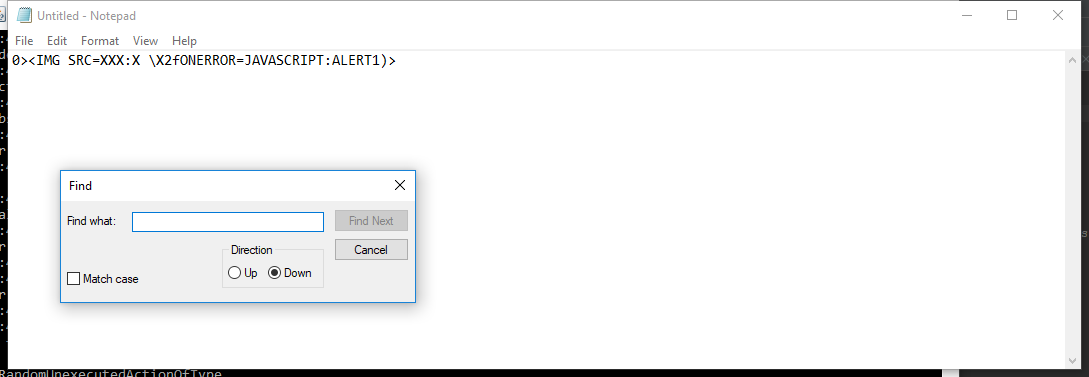 Untitled - Notepad
File Edit Format View Help
0><IMG SRC=XXX:X \X2fONERROR=JAVASCRIPT:ALERT1)>
Find
Find what:
Find Next
Cancel
Direction
Up Down
Match case
RandomUnexecutedActionOfType